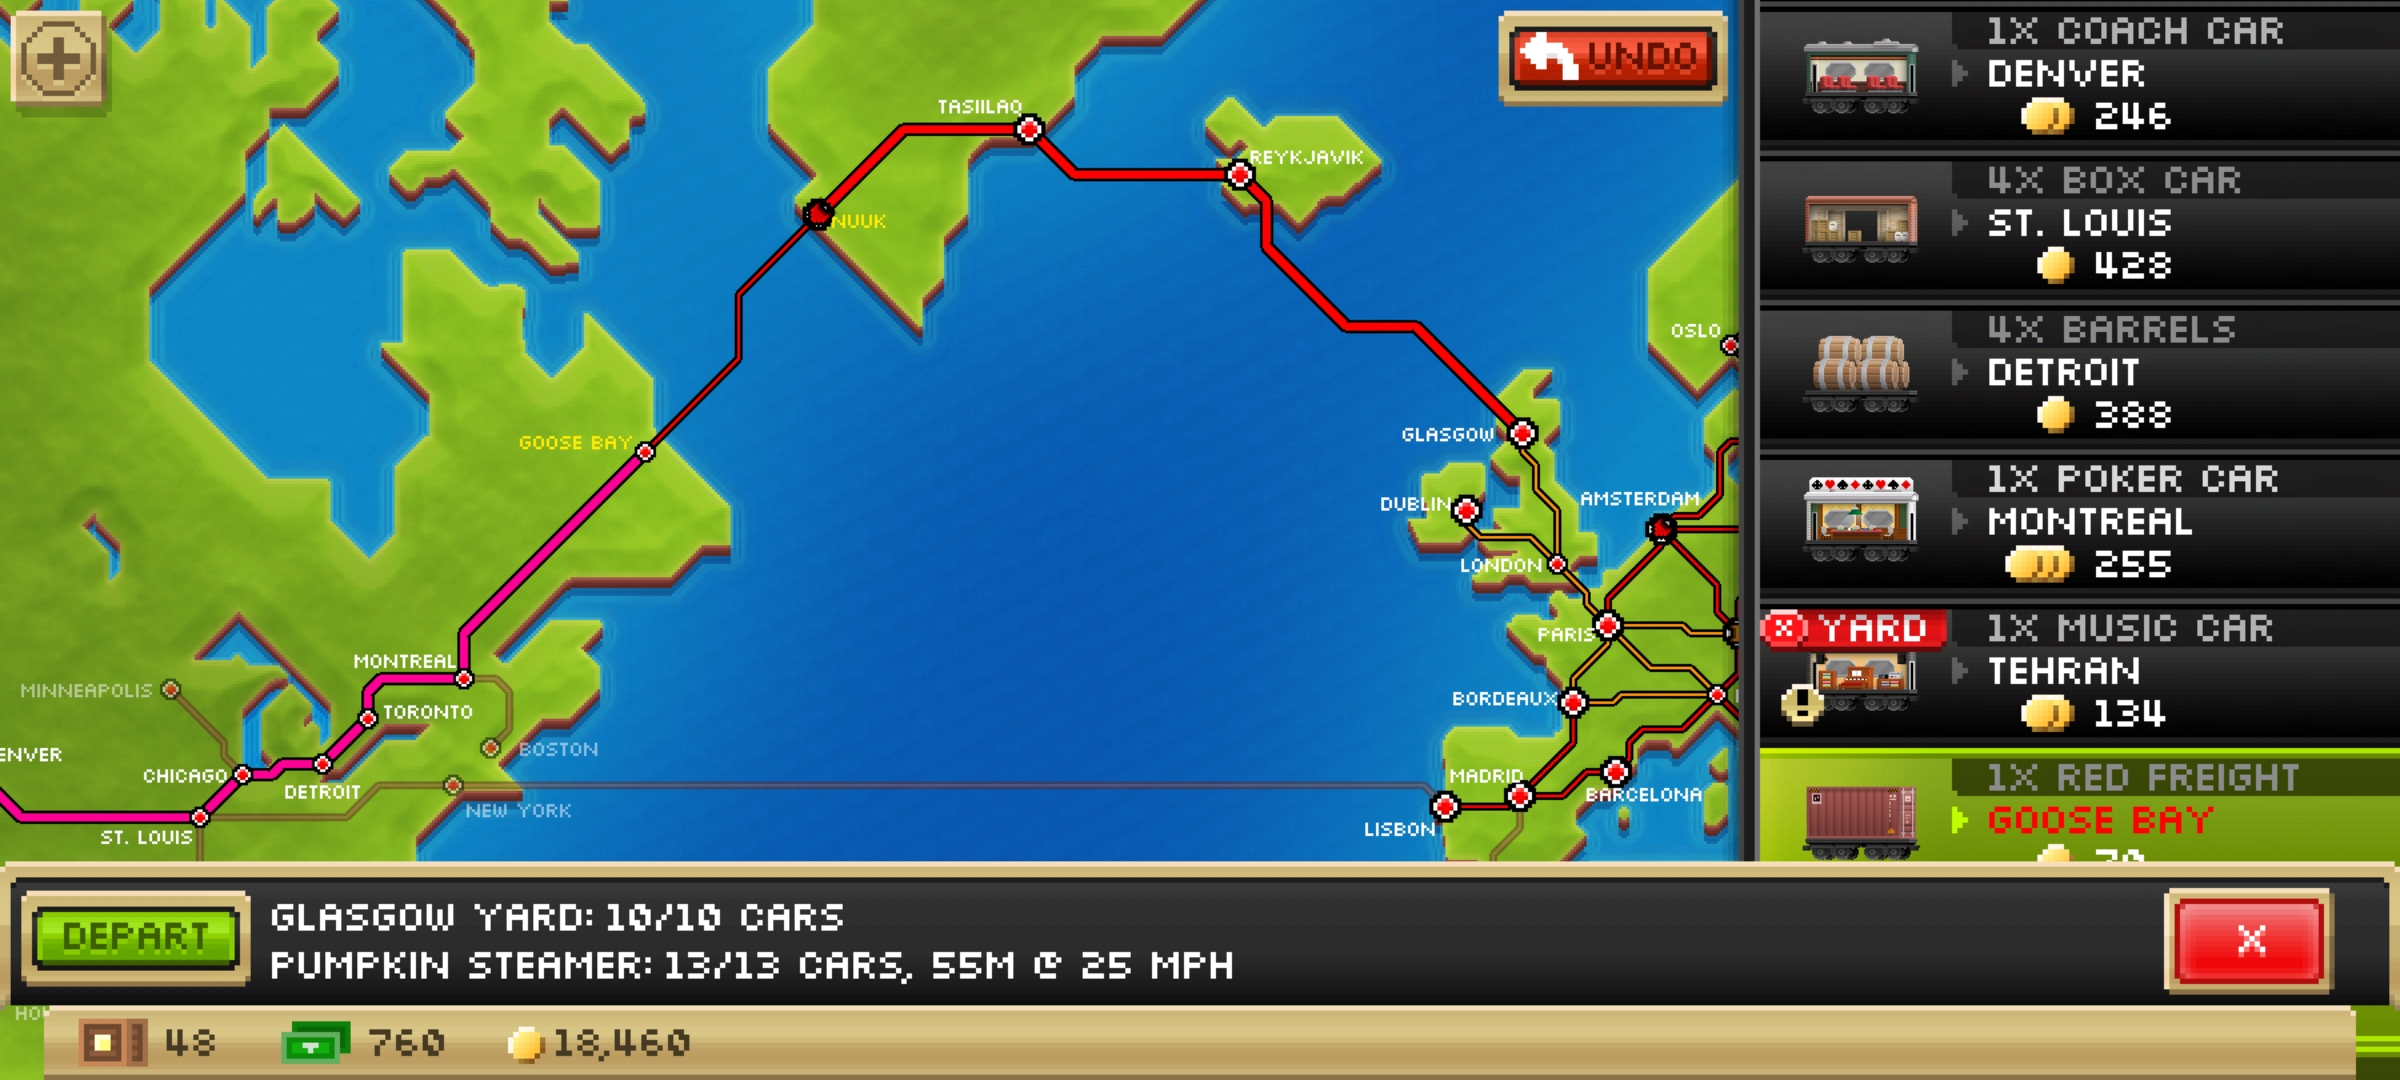 UNDO
TASIILAQ
REYKJAVIK
NUUK
OSLO
GOOSE BAY
GLASGOW
DUBLIN
AMSTERDAM
LONDON
PARIS
MONTREAL
MINNEAPOLIS
TORONTO
BORDEAUX
BOSTON
ENVER
CHICAGO
DETROIT
MADRID
BARCELONA
NEW YORK
LISBON
ST. LOUIS
1X COACH CAR
DENVER
246
4X BOX CAR
ST. LOUIS
428
4X BARRELS
DETROIT
388
1X POKER CAR
MONTREAL
255
YARD
1X MUSIC CAR
TEHRAN
134
1X RED FREIGHT
GOOSE BAY
DEPART
GLASGOW YARD: 10/10 CARS
PUMPKIN STEAMER: 13/13 CARS, 55M @ 25 MPH
X
HO
48
760
18,460